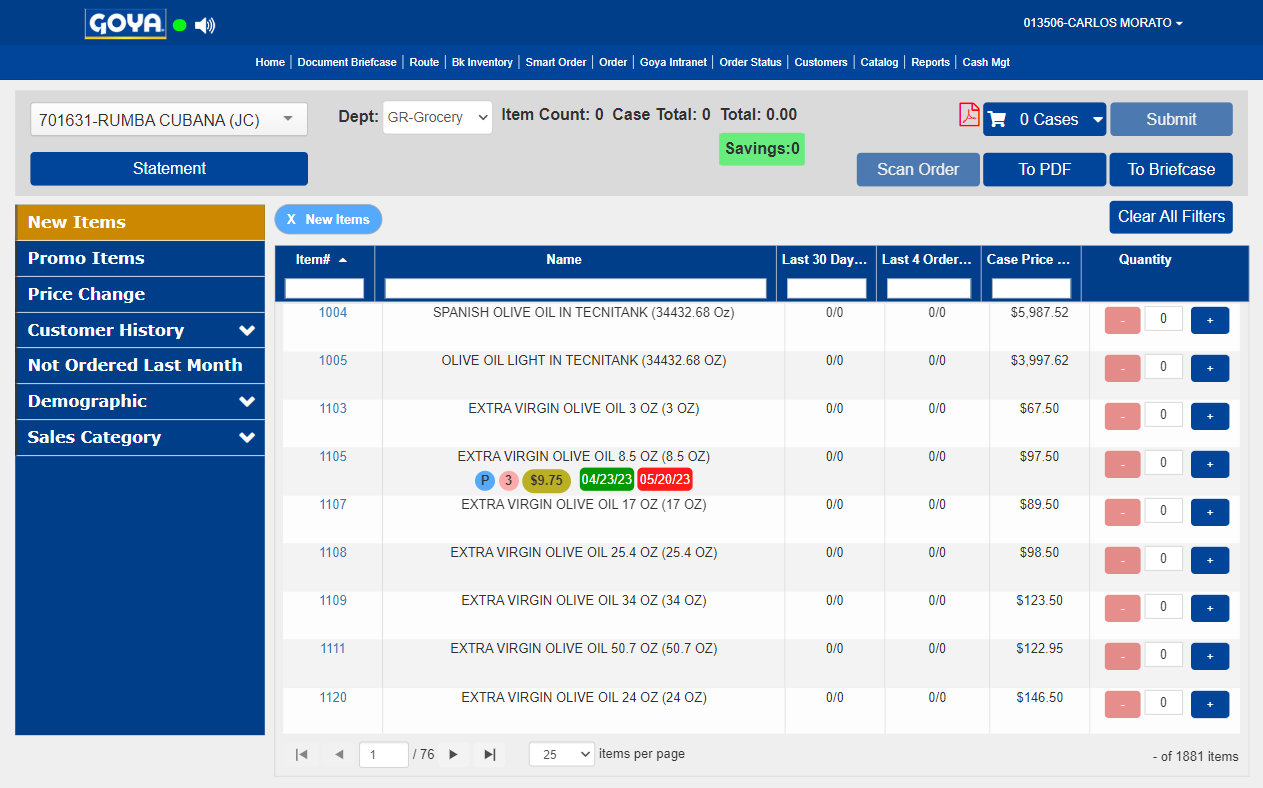 GOYA
013506-CARLOS MORATO
Home | Document Briefcase | Route | Bk Inventory | Smart Order | Order | Goya Intranet | Order Status | Customers | Catalog | Reports | Cash Mgt
701631-RUMBA CUBANA (JC)
Dept: GR-Grocery
Item Count: 0 Case Total: 0 Total: 0.00
Savings:0
0 Cases
Submit
Statement
Scan Order
To PDF
To Briefcase
New Items
Promo Items
Price Change
Customer History
Not Ordered Last Month
Demographic
Sales Category
X New Items
Clear All Filters
Item# Name Last 30 Day... Last 4 Order... Case Price ... Quantity
1004 SPANISH OLIVE OIL IN TECNITANK (34432.68 Oz) 0/0 0/0 $5,987.52 - 0 +
1005 OLIVE OIL LIGHT IN TECNITANK (34432.68 OZ) 0/0 0/0 $3,997.62 - 0 +
1103 EXTRA VIRGIN OLIVE OIL 3 OZ (3 OZ) 0/0 0/0 $67.50 - 0 +
1105 EXTRA VIRGIN OLIVE OIL 8.5 OZ (8.5 OZ) 0/0 0/0 $97.50 - 0 +
P 3 $9.75 04/23/23 05/20/23
1107 EXTRA VIRGIN OLIVE OIL 17 OZ (17 OZ) 0/0 0/0 $89.50 - 0 +
1108 EXTRA VIRGIN OLIVE OIL 25.4 OZ (25.4 OZ) 0/0 0/0 $98.50 - 0 +
1109 EXTRA VIRGIN OLIVE OIL 34 OZ (34 OZ) 0/0 0/0 $123.50 - 0 +
1111 EXTRA VIRGIN OLIVE OIL 50.7 OZ (50.7 OZ) 0/0 0/0 $122.95 - 0 +
1120 EXTRA VIRGIN OLIVE OIL 24 OZ (24 OZ) 0/0 0/0 $146.50 - 0 +
1 / 76 25 items per page
- of 1881 items